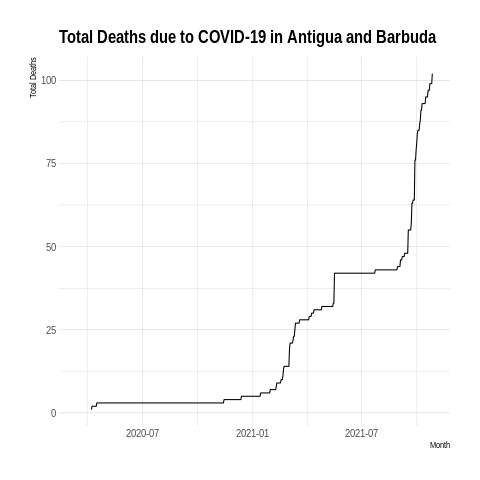 Total Deaths due to COVID-19 in Antigua and Barbuda
Total Deaths
100
75
50
25
0
2020-07 2021-01 2021-07
Month